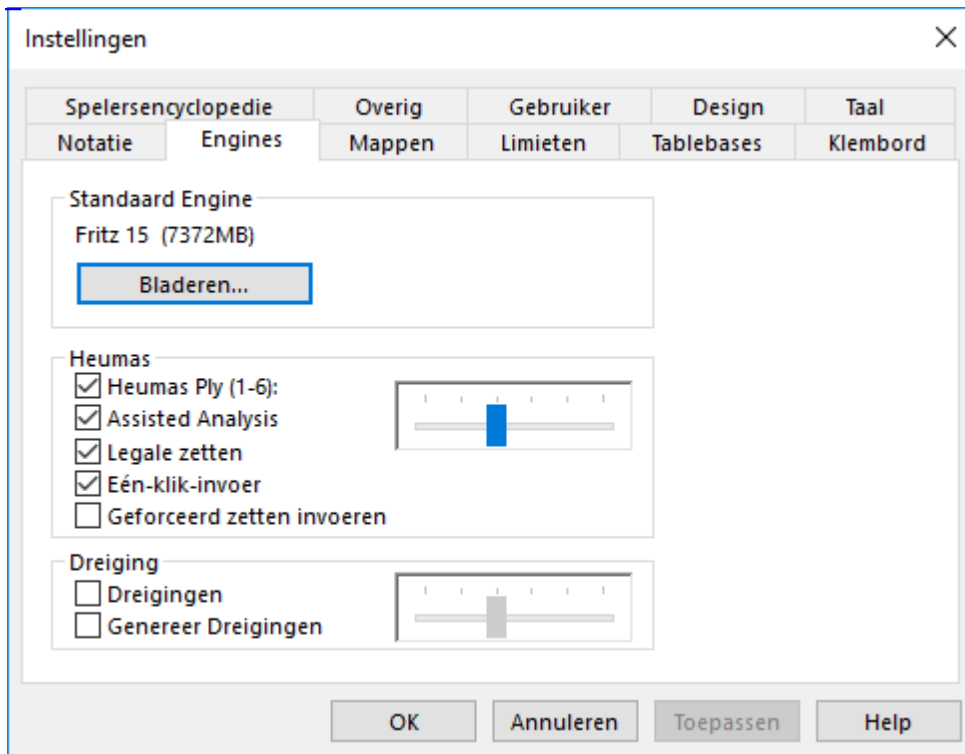 Instellingen
Spelersencyclopedie Overig Gebruiker Design Taal
Notatie Engines Mappen Limieten Tablebases Klembord
Standaard Engine
Fritz 15 (7372MB)
Bladeren...
Heumas
Heumas Ply (1-6):
Assisted Analysis
Legale zetten
Eén-klik-invoer
Geforceerd zetten invoeren
Dreiging
Dreigingen
Genereer Dreigingen
OK Annuleren Toepassen Help